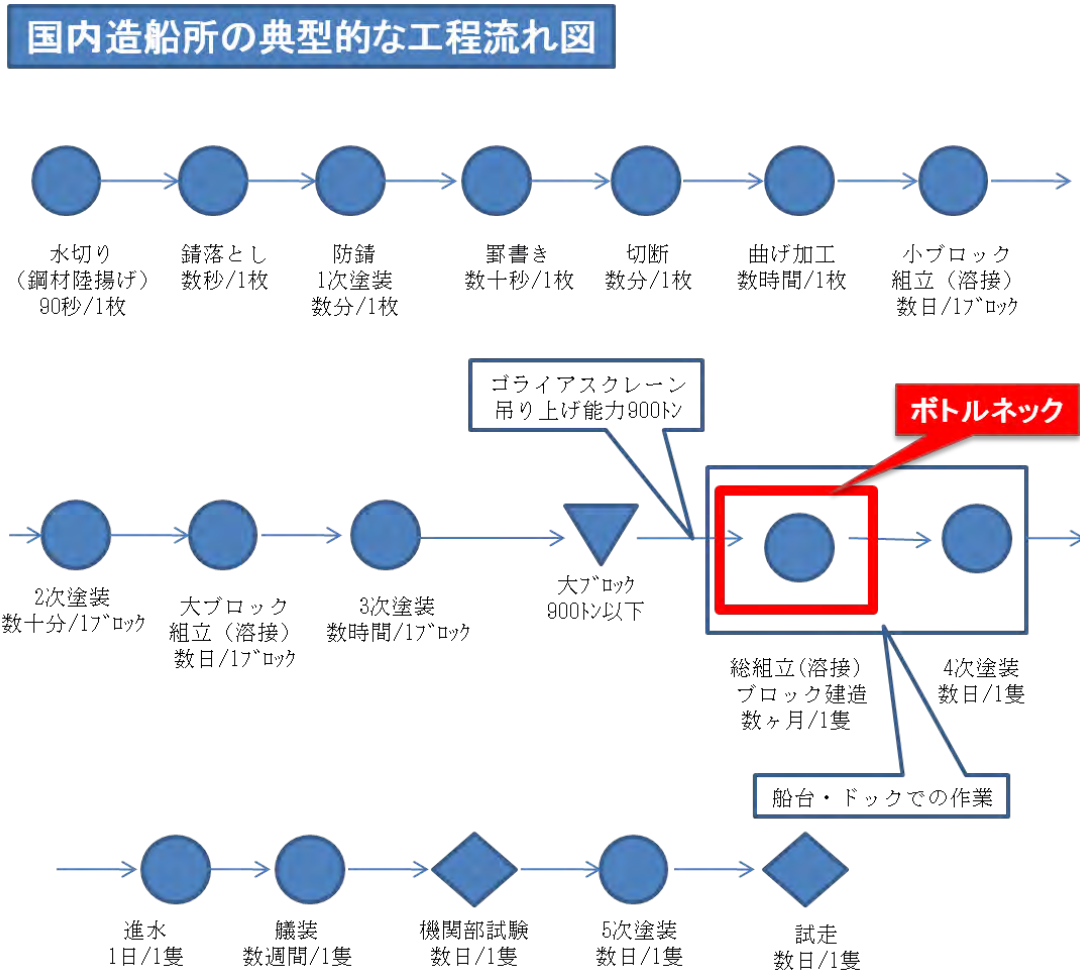 国内造船所の典型的な工程流れ図
水切り
(鋼材陸揚げ)
90秒/1枚
錆落とし
数秒/1枚
防錆
1次塗装
数分/1枚
罫書き
数十秒/1枚
切断
数分/1枚
曲げ加工
数時間/1枚
小ブロック
組立（溶接）
数日/1ﾌﾞﾛｯｸ
ゴライアスクレーン
吊り上げ能力900ﾄﾝ
ボトルネック
2次塗装
数十分/1ﾌﾞﾛｯｸ
大ブロック
組立（溶接）
数日/1ﾌﾞﾛｯｸ
3次塗装
数時間/1ﾌﾞﾛｯｸ
大ﾌﾞﾛｯｸ
900ﾄﾝ以下
総組立(溶接)
ブロック建造
数ヶ月/1隻
4次塗装
数日/1隻
船台・ドックでの作業
進水
1日/1隻
艤装
数週間/1隻
機関部試験
数日/1隻
5次塗装
数日/1隻
試走
数日/1隻